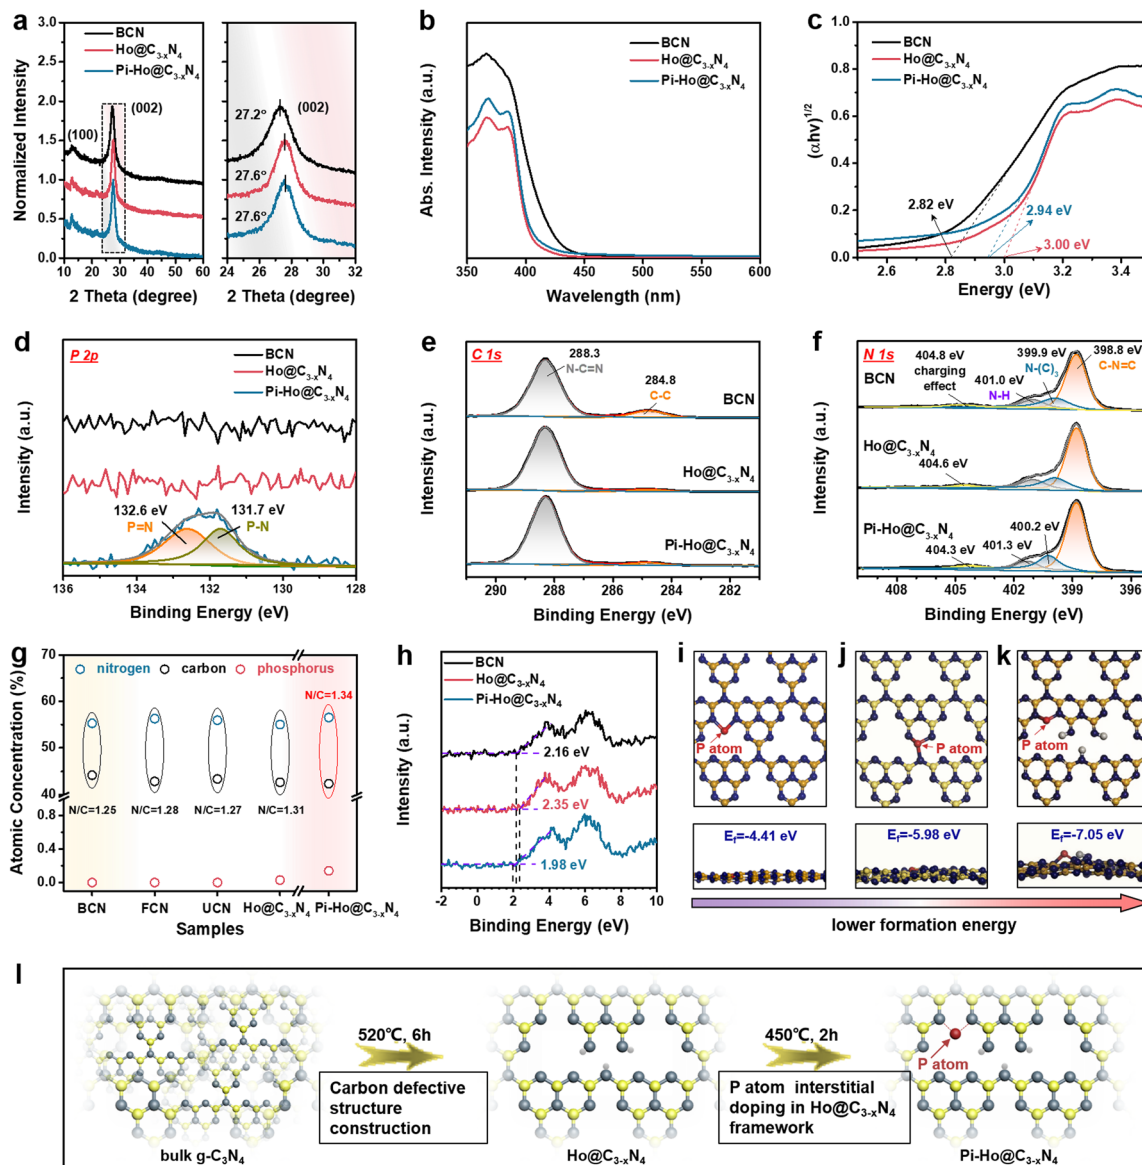 a
3.0
2.5
2.0
1.5
1.0
0.5
0.0
Normalized Intensity
BCN
Ho@C₃₋ₓN₄
Pi-Ho@C₃₋ₓN₄
(100)
(002)
10 20 30 40 50 60
2 Theta (degree)
27.2°
(002)
27.6°
27.6°
24 26 28 30 32
2 Theta (degree)
b
Abs. Intensity (a.u.)
BCN
Ho@C₃₋ₓN₄
Pi-Ho@C₃₋ₓN₄
350 400 450 500 550 600
Wavelength (nm)
c
1.0
0.8
0.6
0.4
0.2
0.0
(αhv)¹/²
BCN
Ho@C₃₋ₓN₄
Pi-Ho@C₃₋ₓN₄
2.82 eV
2.94 eV
3.00 eV
2.6 2.8 3.0 3.2 3.4
Energy (eV)
d
P 2p
Intensity (a.u.)
BCN
Ho@C₃₋ₓN₄
Pi-Ho@C₃₋ₓN₄
132.6 eV
P=N
131.7 eV
P-N
136 134 132 130 128
Binding Energy (eV)
e
C 1s
Intensity (a.u.)
288.3
N-C=N
284.8
C-C
BCN
Ho@C₃₋ₓN₄
Pi-Ho@C₃₋ₓN₄
290 288 286 284 282
Binding Energy (eV)
f
N 1s
Intensity (a.u.)
BCN
404.8 eV
charging
effect
399.9 eV
N-(C)₃
401.0 eV
N-H
398.8 eV
C-N=C
Ho@C₃₋ₓN₄
404.6 eV
Pi-Ho@C₃₋ₓN₄
404.3 eV
401.3 eV
400.2 eV
408 405 402 399 396
Binding Energy (eV)
g
70
65
60
55
50
45
40
0.8
0.4
0.0
Atomic Concentration (%)
nitrogen carbon phosphorus
N/C=1.34
N/C=1.25 N/C=1.28 N/C=1.27 N/C=1.31
BCN FCN UCN Ho@C₃₋ₓN₄ Pi-Ho@C₃₋ₓN₄
Samples
h
Intensity (a.u.)
BCN
Ho@C₃₋ₓN₄
Pi-Ho@C₃₋ₓN₄
2.16 eV
2.35 eV
1.98 eV
-2 0 2 4 6 8 10
Binding Energy (eV)
i
P atom
E_f=-4.41 eV
j
P atom
E_f=-5.98 eV
k
P atom
E_f=-7.05 eV
lower formation energy
l
bulk g-C₃N₄
520℃, 6h
Carbon defective
structure
construction
Ho@C₃₋ₓN₄
450℃, 2h
P atom interstitial
doping in Ho@C₃₋ₓN₄
framework
P atom
Pi-Ho@C₃₋ₓN₄